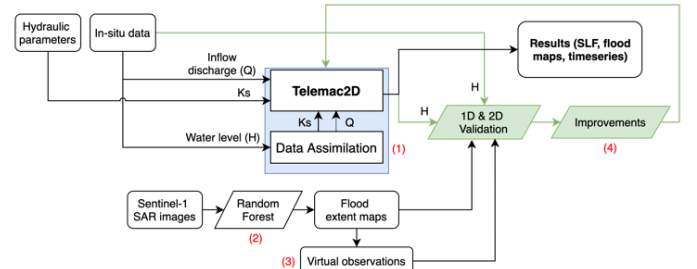 Hydraulic
parameters
In-situ data
Inflow
discharge (Q)
Ks
Water level (H)
Telemac2D
Ks
Q
Data Assimilation
(1)
Results (SLF, flood
maps, timeseries)
H
H
1D & 2D
Validation
Improvements
(4)
Sentinel-1
SAR images
Random
Forest
(2)
Flood
extent maps
(3)
Virtual observations